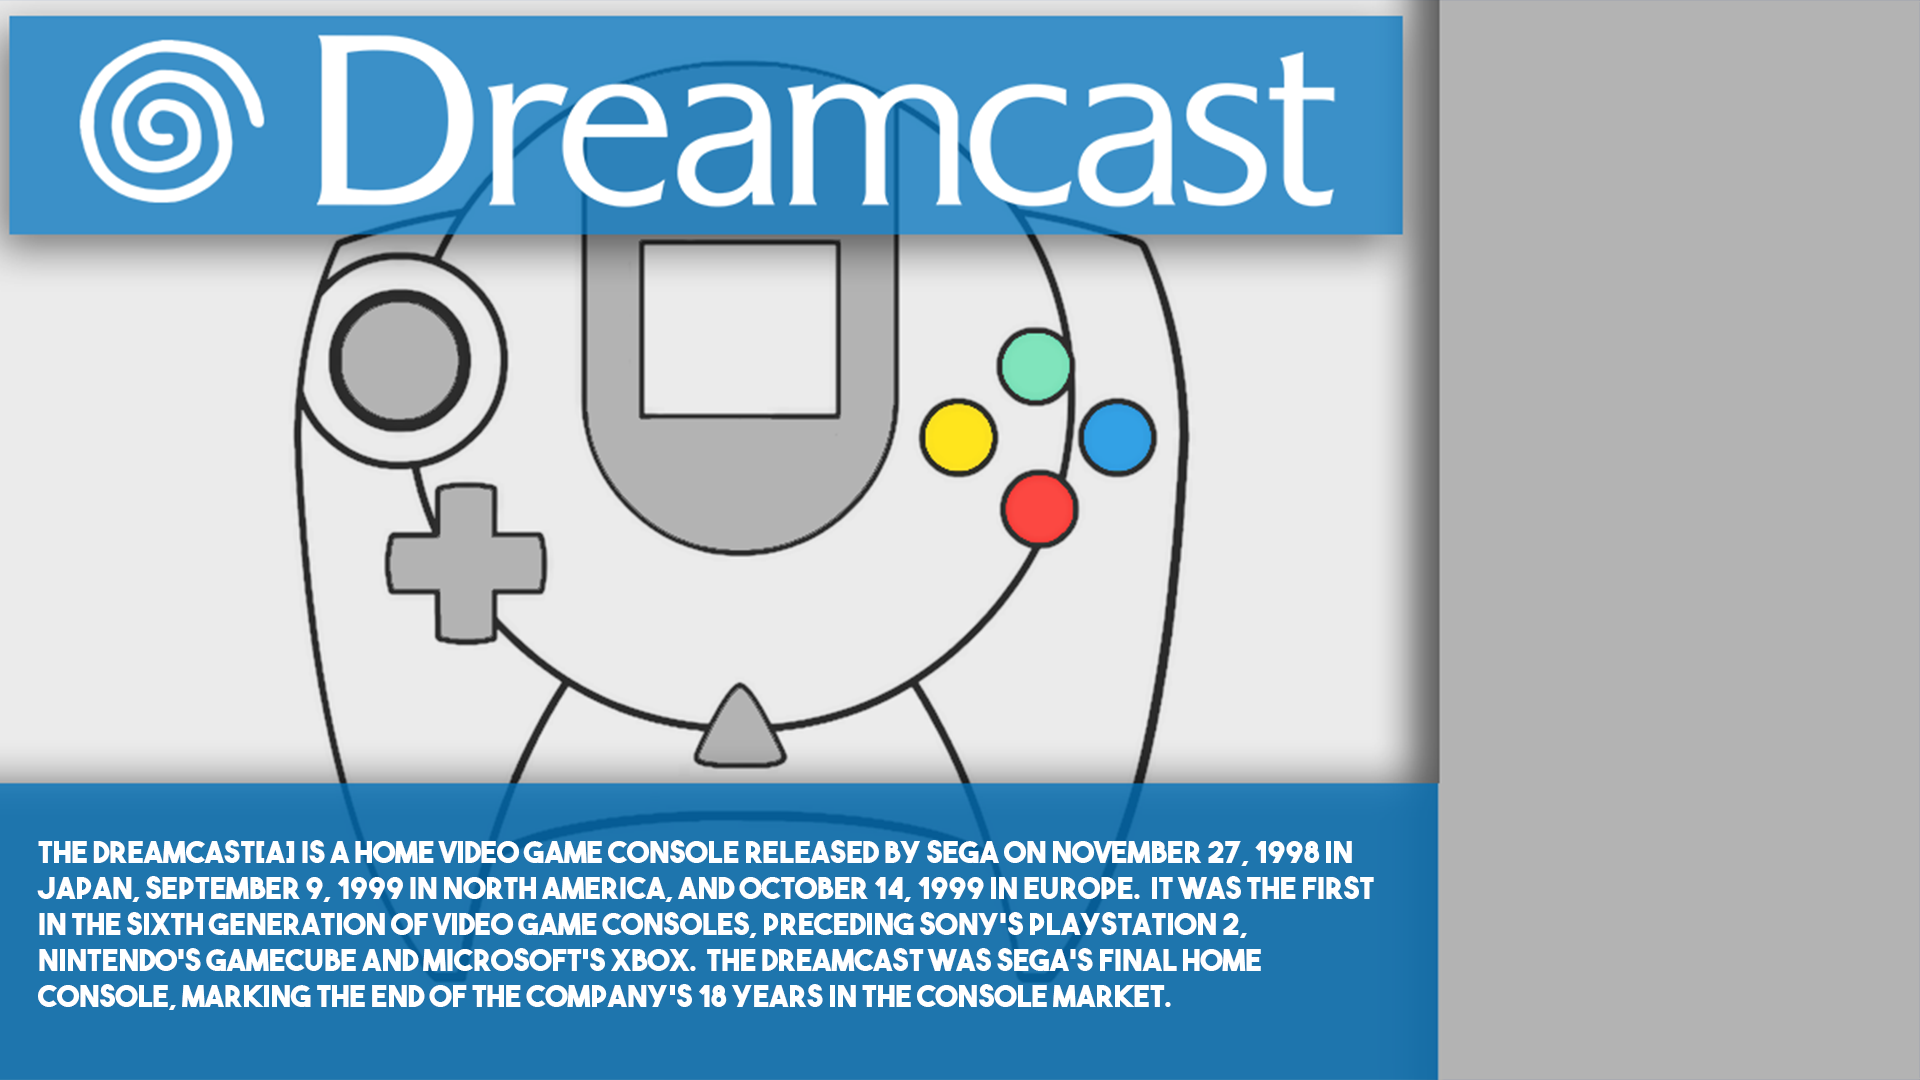 Dreamcast
THE DREAMCAST[A] IS A HOME VIDEO GAME CONSOLE RELEASED BY SEGA ON NOVEMBER 27, 1998 IN
JAPAN, SEPTEMBER 9, 1999 IN NORTH AMERICA, AND OCTOBER 14, 1999 IN EUROPE. IT WAS THE FIRST
IN THE SIXTH GENERATION OF VIDEO GAME CONSOLES, PRECEDING SONY'S PLAYSTATION 2,
NINTENDO'S GAMECUBE AND MICROSOFT'S XBOX. THE DREAMCAST WAS SEGA'S FINAL HOME
CONSOLE, MARKING THE END OF THE COMPANY'S 18 YEARS IN THE CONSOLE MARKET.